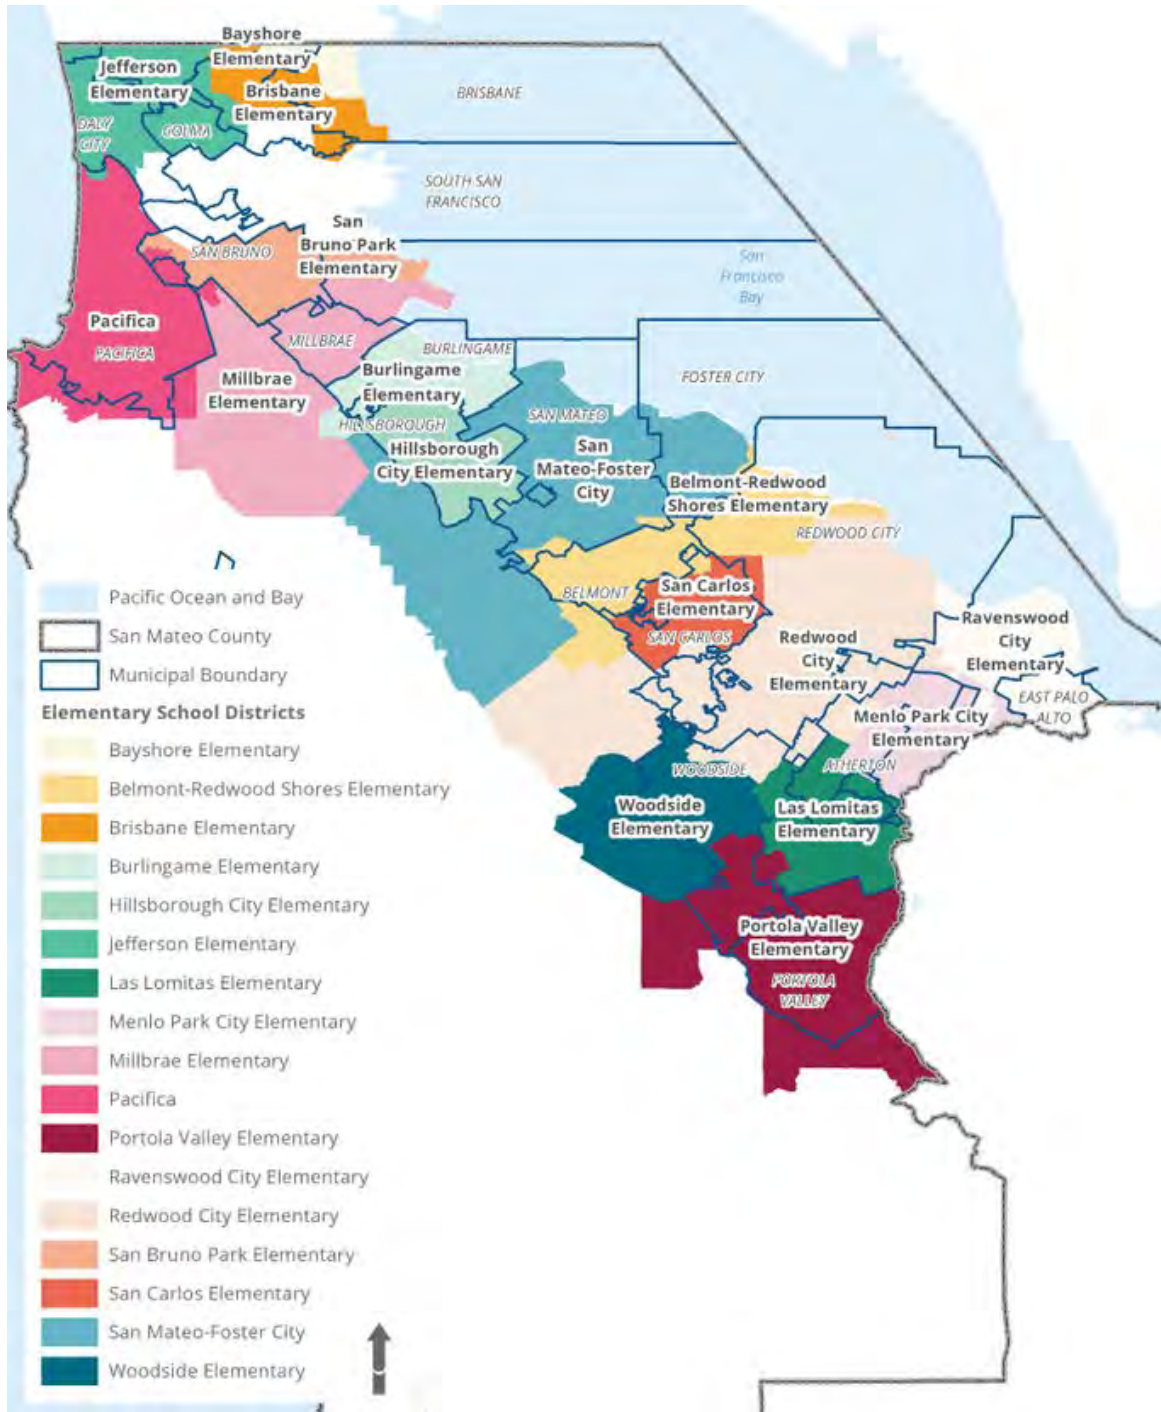 Bayshore
Elementary
Jefferson
Elementary
Brisbane
Elementary
BRISBANE
DALY
CITY
COLMA
SOUTH SAN
FRANCISCO
San
Bruno Park
Elementary
SAN BRUNO
San
Francisco
Bay
Pacifica
PACIFICA
MILLBRAE
BURLINGAME
Millbrae
Elementary
Burlingame
Elementary
FOSTER CITY
HILLSBOROUGH
SAN MATEO
Hillsborough
City Elementary
San
Mateo-Foster
City
Belmont-Redwood
Shores Elementary
REDWOOD CITY
BELMONT
San Carlos
Elementary
SAN CARLOS
Redwood
City
Elementary
Ravenswood
City
Elementary
EAST PALO
ALTO
Menlo Park City
Elementary
WOODSIDE
ATHERTON
Woodside
Elementary
Las Lomitas
Elementary
Portola Valley
Elementary
PORTOLA
VALLEY
Pacific Ocean and Bay
San Mateo County
Municipal Boundary
Elementary School Districts
Bayshore Elementary
Belmont-Redwood Shores Elementary
Brisbane Elementary
Burlingame Elementary
Hillsborough City Elementary
Jefferson Elementary
Las Lomitas Elementary
Menlo Park City Elementary
Millbrae Elementary
Pacifica
Portola Valley Elementary
Ravenswood City Elementary
Redwood City Elementary
San Bruno Park Elementary
San Carlos Elementary
San Mateo-Foster City
Woodside Elementary